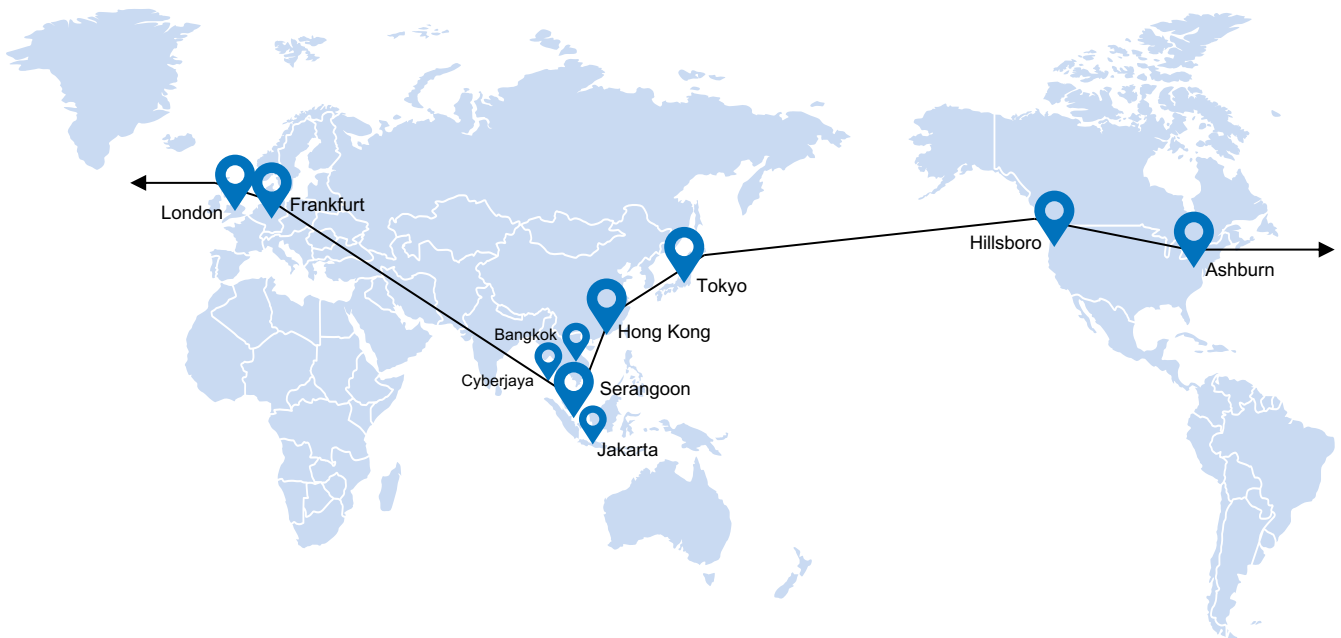 London
Frankfurt
Hillsboro
Ashburn
Tokyo
Hong Kong
Bangkok
Cyberjaya
Serangoon
Jakarta